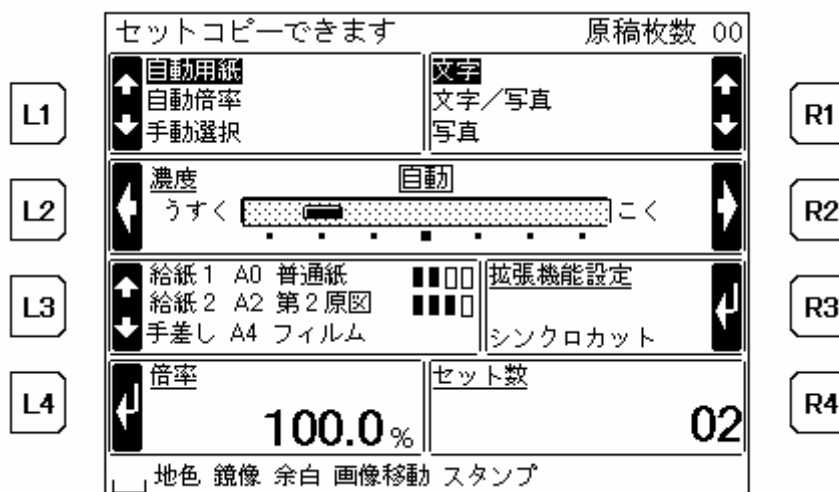 セットコピーできます 原稿枚数 00
L1
自動用紙
自動倍率
手動選択
文字
文字／写真
写真
R1
L2
濃度 自動
うすく こく
R2
L3
給紙1 A0 普通紙
給紙2 A2 第2原図
手差し A4 フィルム
拡張機能設定
シンクロカット
R3
L4
倍率
100.0%
セット数
02
R4
地色 鏡像 余白 画像移動 スタンプ